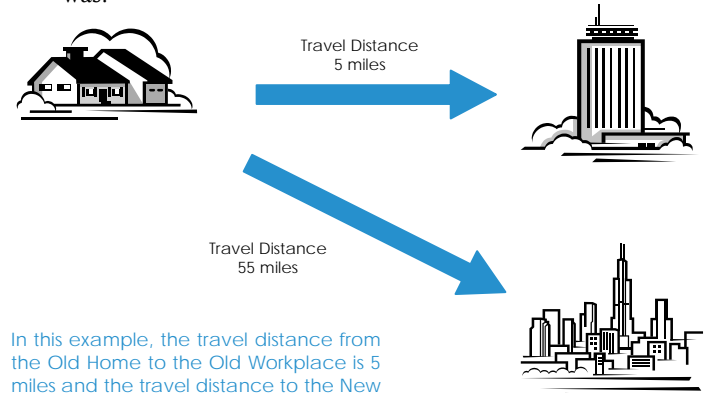 was.
Travel Distance
5 miles
Travel Distance
55 miles
In this example, the travel distance from
the Old Home to the Old Workplace is 5
miles and the travel distance to the New